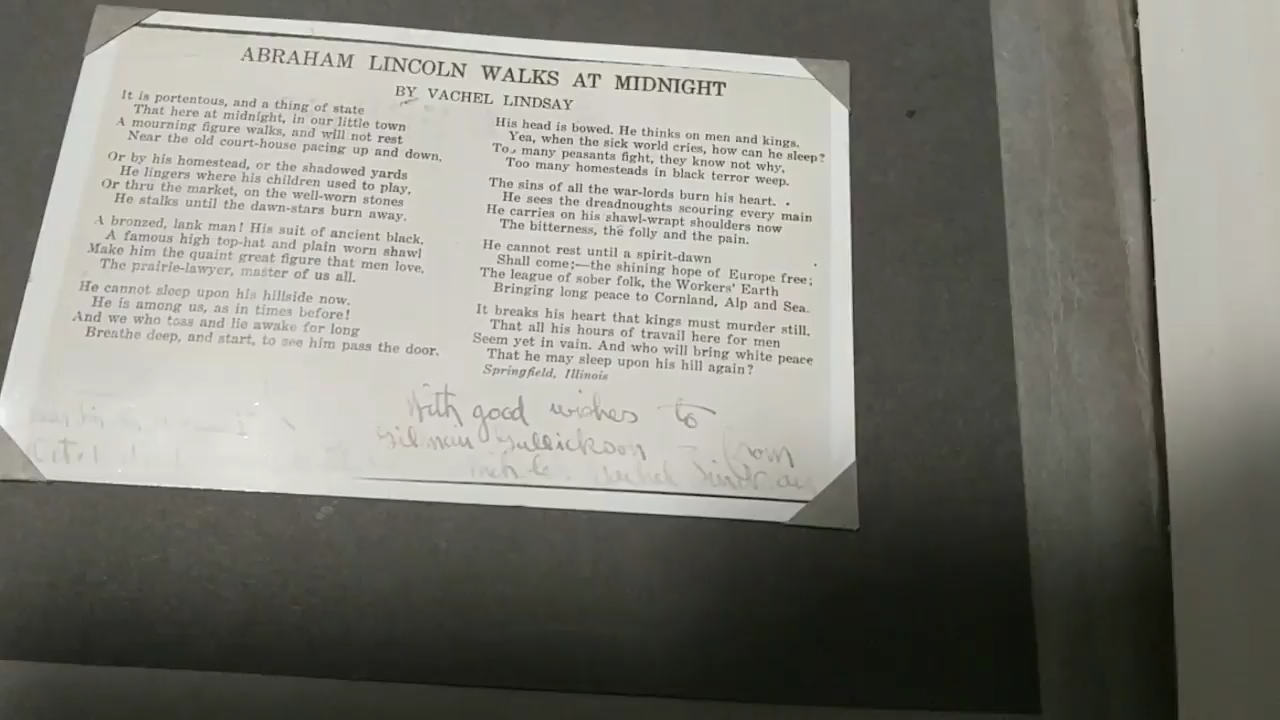 ABRAHAM LINCOLN WALKS AT MIDNIGHT
BY VACHEL LINDSAY
It is portentous, and a thing of state
That here at midnight, in our little town
A mourning figure walks, and will not rest
Near the old court-house pacing up and down,
Or by his homestead, or the shadowed yards
He lingers where his children used to play,
Or thru the market, on the well-worn stones
He stalks until the dawn-stars burn away.
A bronzed, lank man! His suit of ancient black,
A famous high top-hat and plain worn shawl
Make him the quaint great figure that men love,
The prairie-lawyer, master of us all.
He cannot sleep upon his hillside now.
He is among us, as in times before!
And we who toss and lie awake for long
Breathe deep, and start, to see him pass the door.
His head is bowed. He thinks on men and kings.
Yea, when the sick world cries, how can he sleep?
Too many peasants fight, they know not why,
Too many homesteads in black terror weep.
The sins of all the war-lords burn his heart.
He sees the dreadnoughts scouring every main
He carries on his shawl-wrapt shoulders now
The bitterness, the folly and the pain.
He cannot rest until a spirit-dawn
Shall come;—the shining hope of Europe free:
The league of sober folk, the Workers' Earth
Bringing long peace to Cornland, Alp and Sea.
It breaks his heart that kings must murder still.
That all his hours of travail here for men
Seem yet in vain. And who will bring white peace
That he may sleep upon his hill again?
Springfield, Illinois
With good wishes to
Gilman Gullickson from